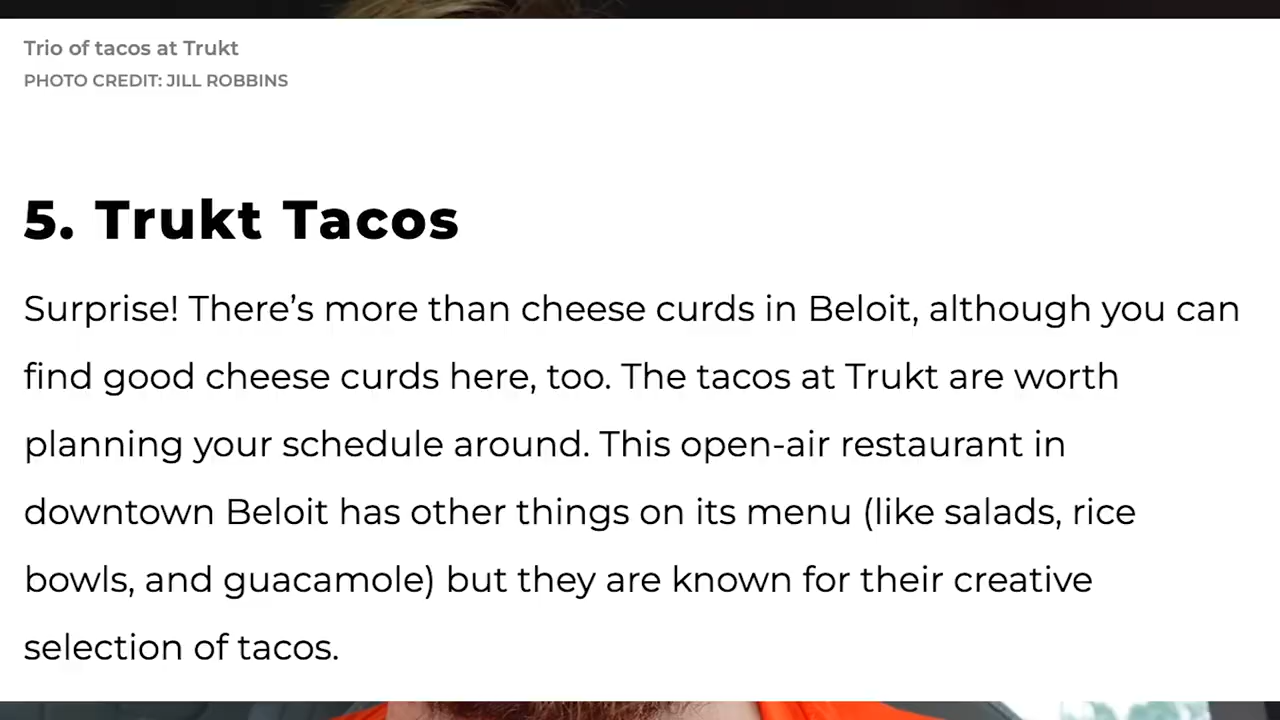 Trio of tacos at Trukt
PHOTO CREDIT: JILL ROBBINS
5. Trukt Tacos
Surprise! There’s more than cheese curds in Beloit, although you can
find good cheese curds here, too. The tacos at Trukt are worth
planning your schedule around. This open-air restaurant in
downtown Beloit has other things on its menu (like salads, rice
bowls, and guacamole) but they are known for their creative
selection of tacos.